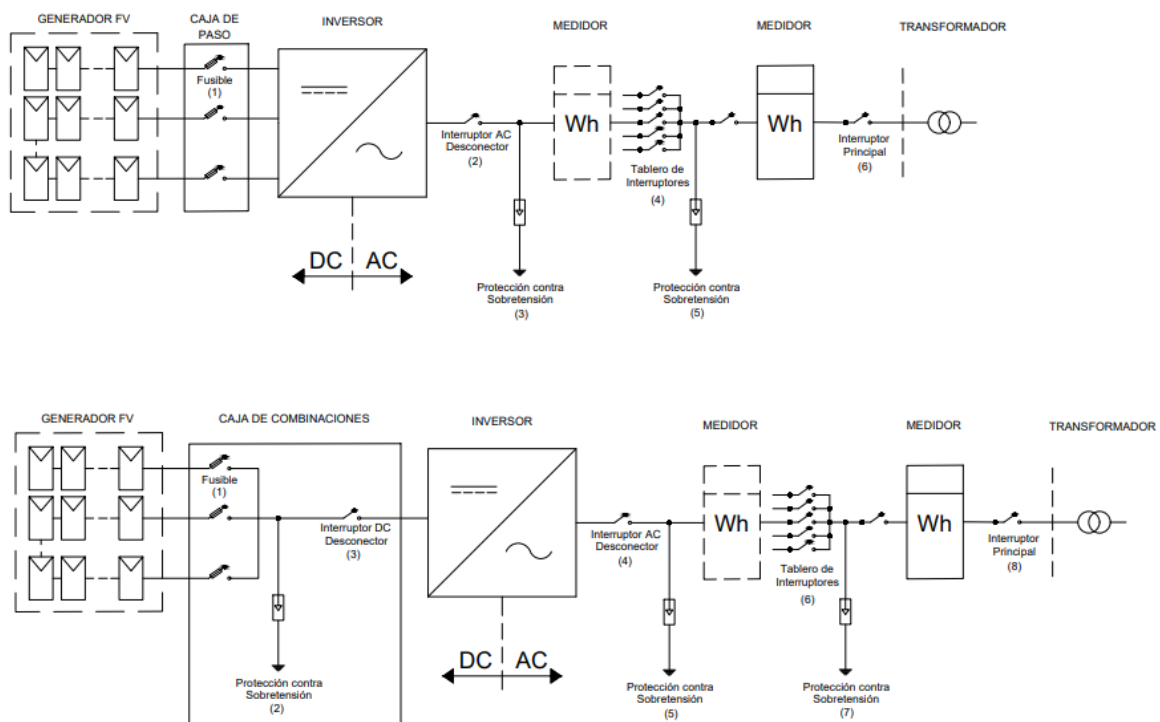 GENERADOR FV
CAJA DE
PASO
INVERSOR
MEDIDOR
MEDIDOR
TRANSFORMADOR
Fusible
(1)
Interruptor AC
Desconector
(2)
Wh
Tablero de
Interruptores
(4)
Wh
Interruptor
Principal
(6)
DC
AC
Protección contra
Sobretensión
(3)
Protección contra
Sobretensión
(5)
GENERADOR FV
CAJA DE COMBINACIONES
INVERSOR
MEDIDOR
MEDIDOR
TRANSFORMADOR
Fusible
(1)
Interruptor DC
Desconector
(3)
Interruptor AC
Desconector
(4)
Wh
Tablero de
Interruptores
(6)
Wh
Interruptor
Principal
(8)
DC
AC
Protección contra
Sobretensión
(2)
Protección contra
Sobretensión
(5)
Protección contra
Sobretensión
(7)